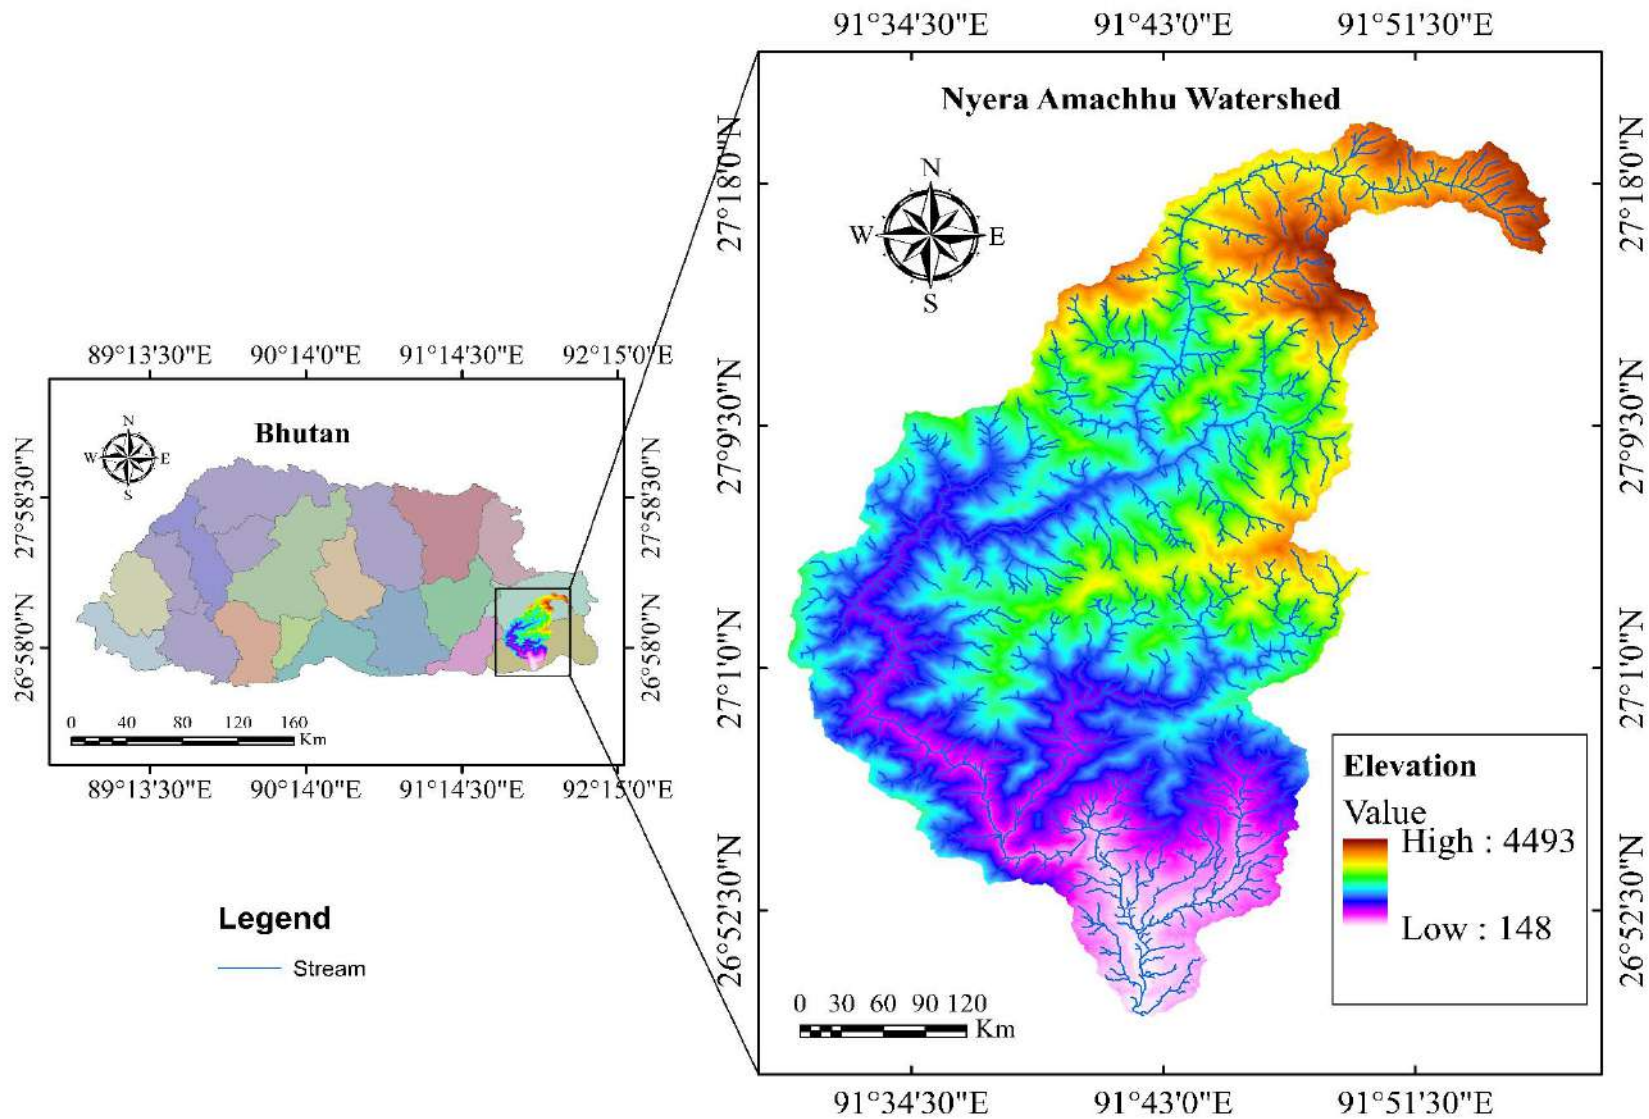 91°34'30"E 91°43'0"E 91°51'30"E
Nyera Amachhu Watershed
N
W E
S
27°18'0"N 27°18'0"N
27°9'30"N 27°9'30"N
27°1'0"N 27°1'0"N
26°52'30"N 26°52'30"N
Elevation
Value
High : 4493
Low : 148
0 30 60 90 120
Km
91°34'30"E 91°43'0"E 91°51'30"E
89°13'30"E 90°14'0"E 91°14'30"E 92°15'0"E
Bhutan
N
W E
S
27°58'30"N 27°58'30"N
26°58'0"N 26°58'0"N
0 40 80 120 160
Km
89°13'30"E 90°14'0"E 91°14'30"E 92°15'0"E
Legend
Stream